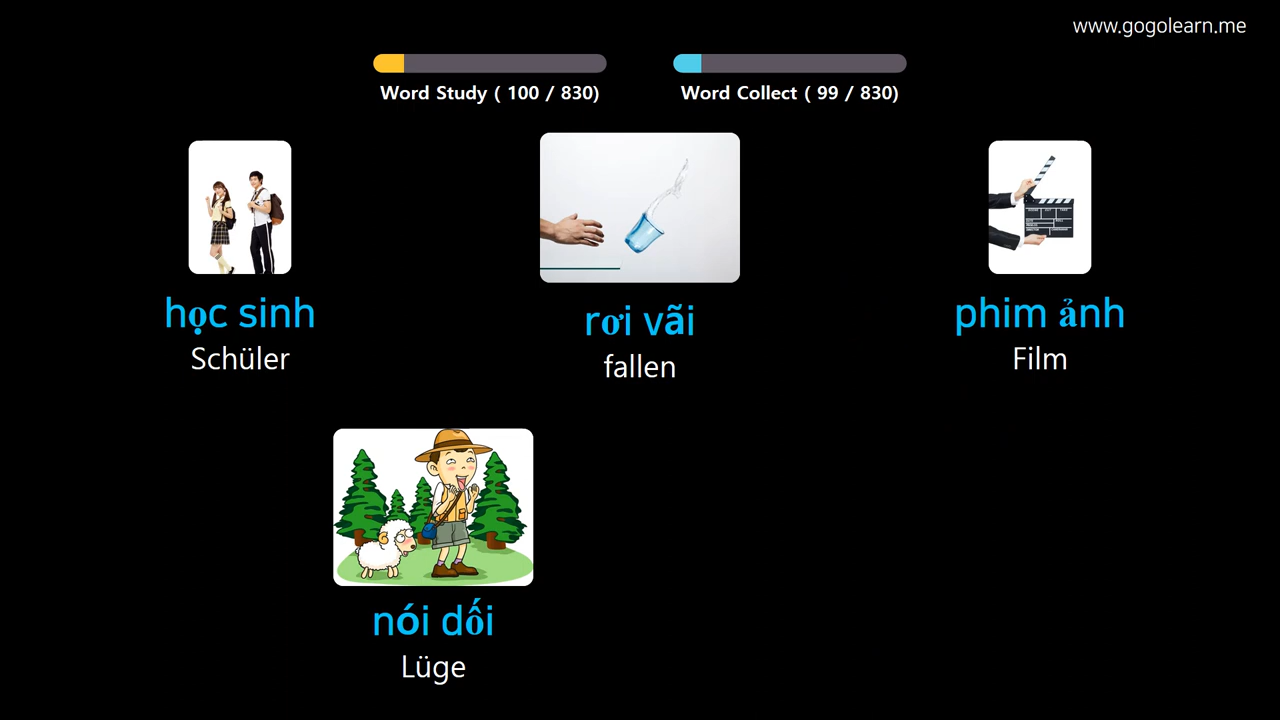 www.gogolearn.me
Word Study ( 100 / 830)
Word Collect ( 99 / 830)
học sinh
Schüler
rơi vãi
fallen
phim ảnh
Film
nói dối
Lüge